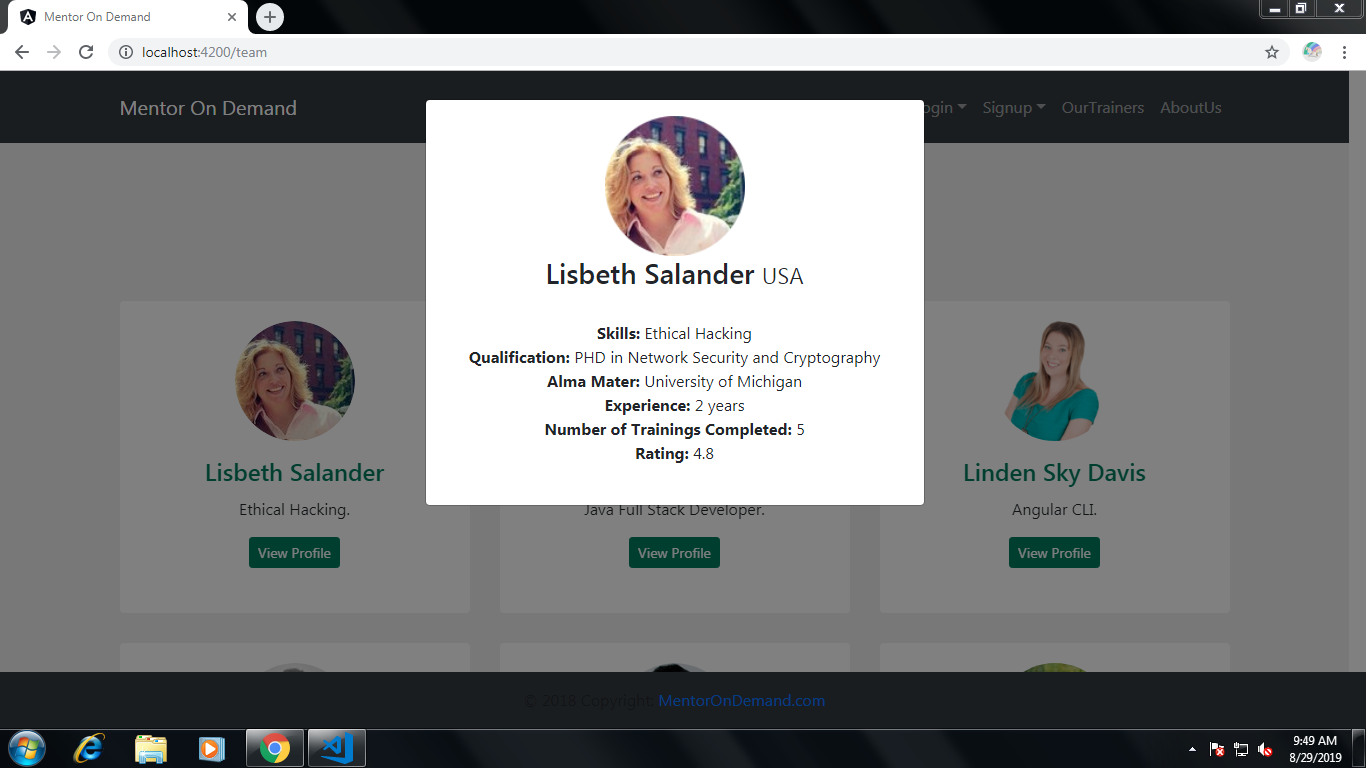 Mentor On Demand
localhost:4200/team
Mentor On Demand
ogin Signup OurTrainers AboutUs
Lisbeth Salander USA
Skills: Ethical Hacking
Qualification: PHD in Network Security and Cryptography
Alma Mater: University of Michigan
Experience: 2 years
Number of Trainings Completed: 5
Rating: 4.8
Lisbeth Salander
Ethical Hacking.
View Profile
Java Full Stack Developer.
View Profile
Linden Sky Davis
Angular CLI.
View Profile
© 2018 Copyright: MentorOnDemand.com
9:49 AM
8/29/2019